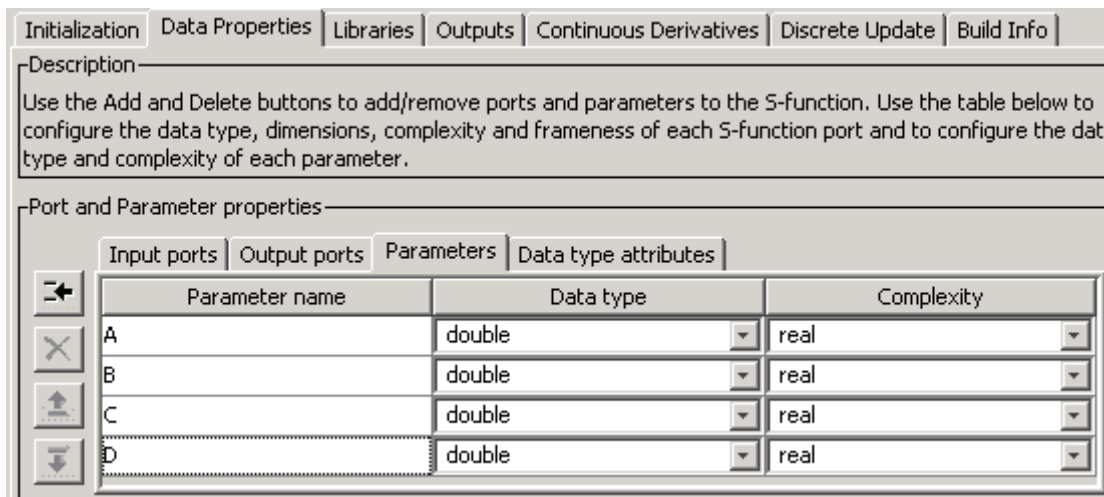 Initialization Data Properties Libraries Outputs Continuous Derivatives Discrete Update Build Info
Description
Use the Add and Delete buttons to add/remove ports and parameters to the S-function. Use the table below to
configure the data type, dimensions, complexity and frameness of each S-function port and to configure the dat
type and complexity of each parameter.
Port and Parameter properties
Input ports Output ports Parameters Data type attributes
Parameter name Data type Complexity
A double real
B double real
C double real
D double real